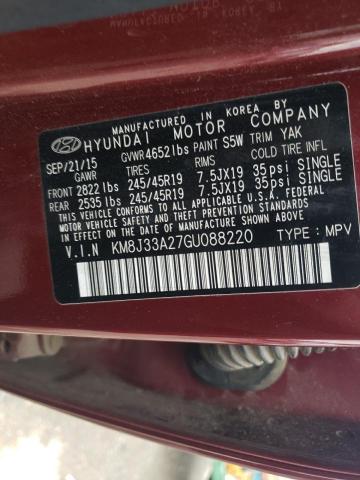 MANUFACTURED IN KOREA BY
HYUNDAI MOTOR COMPANY
SEP/21/15 GVWR 4652lbs PAINT S5W TRIM YAK
GAWR TIRES RIMS COLD TIRE INFL
FRONT 2822lbs 245/45R19 7.5JX19 35psi SINGLE
REAR 2535lbs 245/45R19 7.5JX19 35psi SINGLE
THIS VEHICLE CONFORMS TO ALL APPLICABLE U.S. FEDERAL MOTOR VEHICLE
SAFETY STANDARDS IN EFFECT ON THE DATE OF MANUFACTURE SHOWN ABOVE.
V.I.N KM8J33A27GU088220 TYPE : MPV